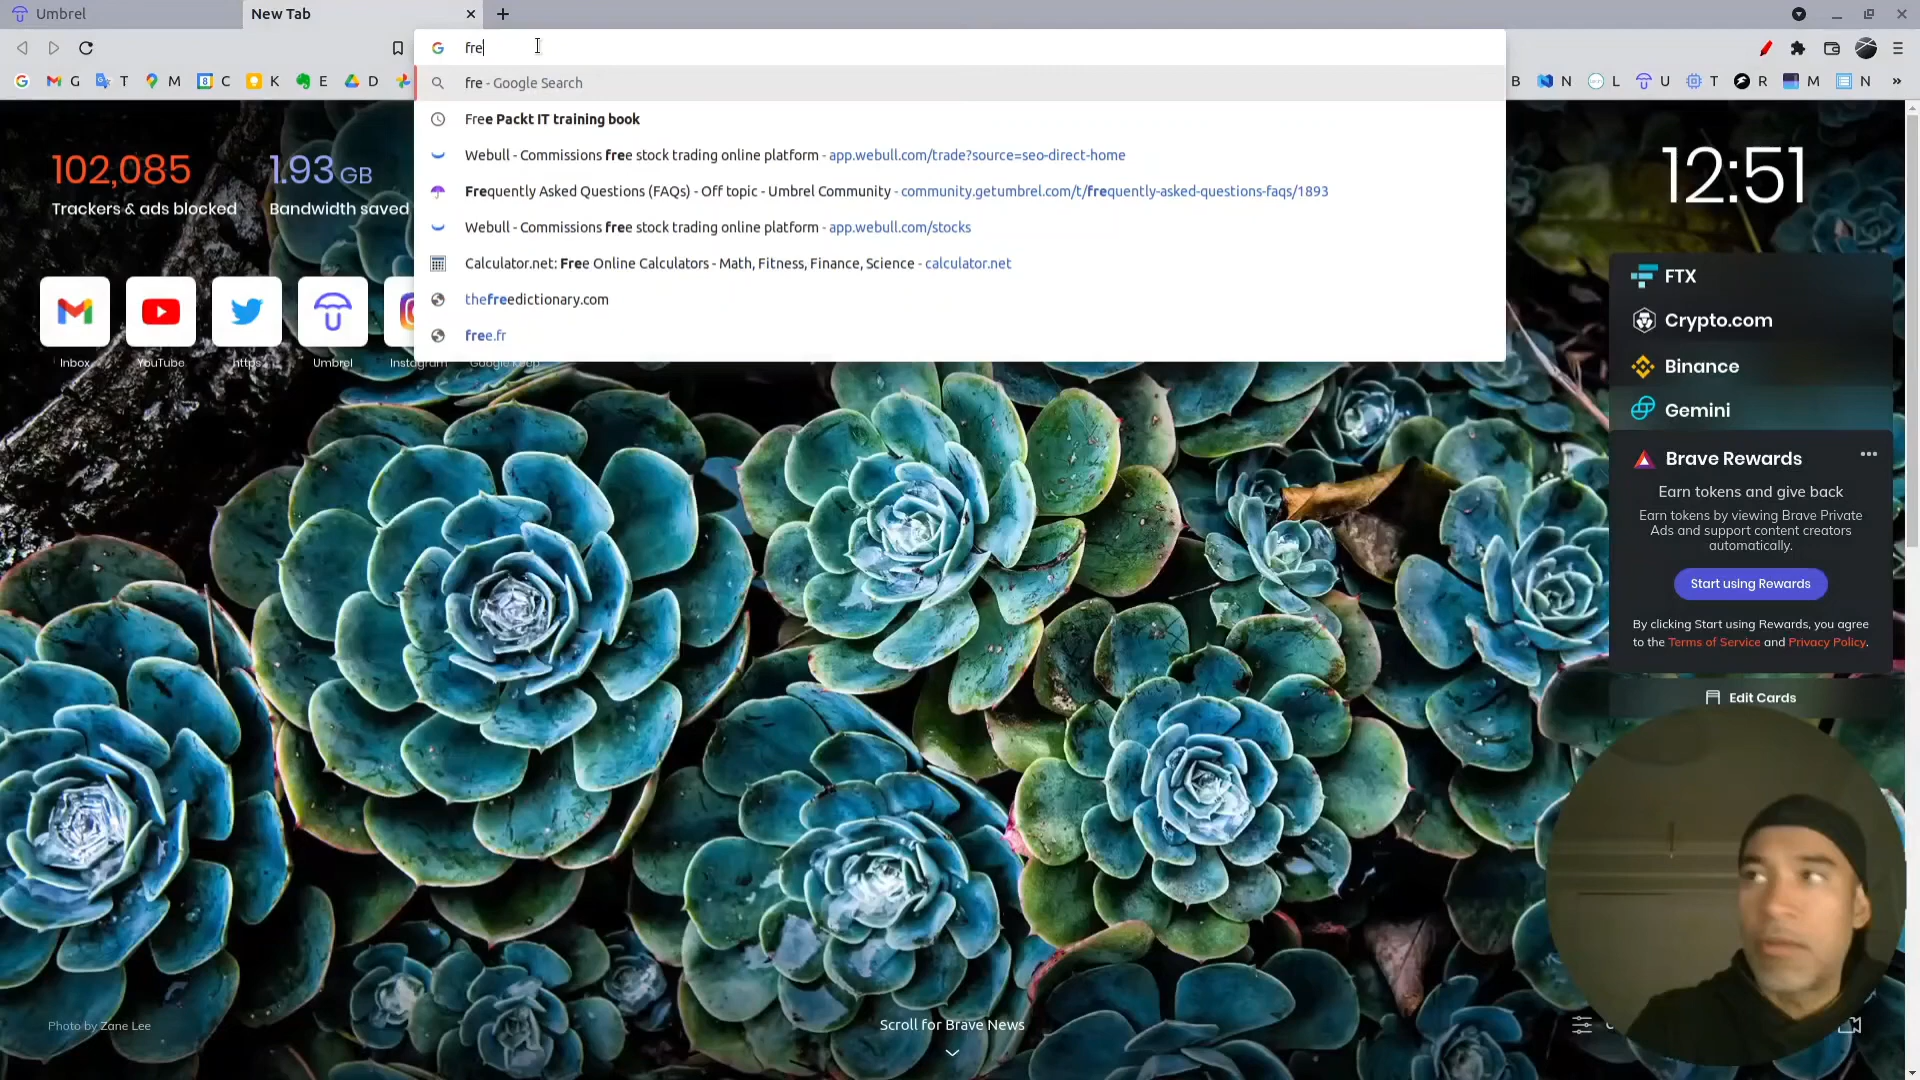 Umbrel
New Tab
fre
G T M C K E D
B N L U T R M N
fre - Google Search
Free Packt IT training book
Webull - Commissions free stock trading online platform - app.webull.com/trade?source=seo-direct-home
Frequently Asked Questions (FAQs) - Off topic - Umbrel Community - community.getumbrel.com/t/frequently-asked-questions-faqs/1893
Webull - Commissions free stock trading online platform - app.webull.com/stocks
Calculator.net: Free Online Calculators - Math, Fitness, Finance, Science - calculator.net
thefreedictionary.com
free.fr
102,085
Trackers & ads blocked
1.93 GB
Bandwidth saved
12:51
Inbox
YouTube
https
Umbrel
Instagram
Google Keep
FTX
Crypto.com
Binance
Gemini
Brave Rewards
Earn tokens and give back
Earn tokens by viewing Brave Private
Ads and support content creators
automatically.
Start using Rewards
By clicking Start using Rewards, you agree
to the Terms of Service and Privacy Policy.
Edit Cards
Photo by Zane Lee
Scroll for Brave News